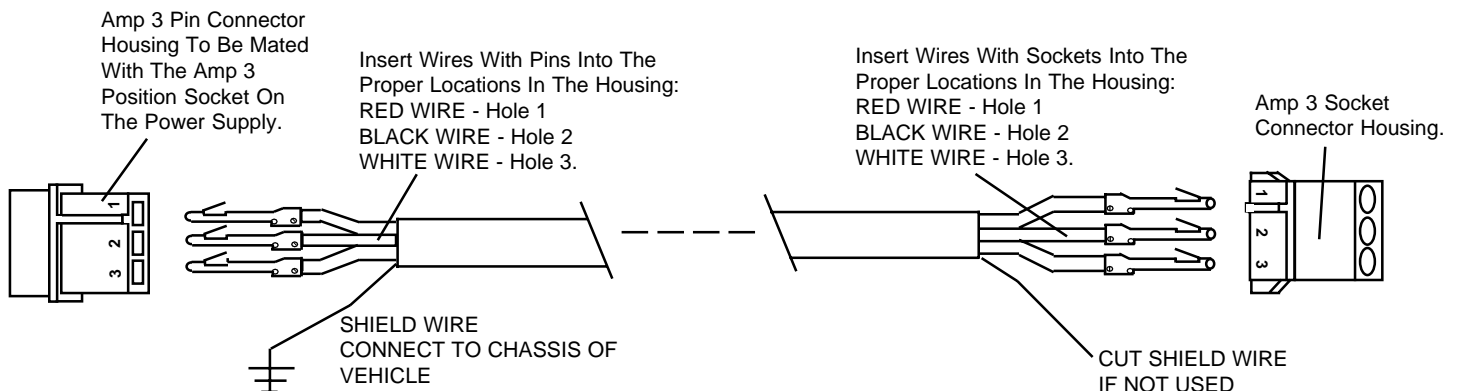 Amp 3 Pin Connector
Housing To Be Mated
With The Amp 3
Position Socket On
The Power Supply.
Insert Wires With Pins Into The
Proper Locations In The Housing:
RED WIRE - Hole 1
BLACK WIRE - Hole 2
WHITE WIRE - Hole 3.
Insert Wires With Sockets Into The
Proper Locations In The Housing:
RED WIRE - Hole 1
BLACK WIRE - Hole 2
WHITE WIRE - Hole 3.
Amp 3 Socket
Connector Housing.
1
2
3
1
2
3
SHIELD WIRE
CONNECT TO CHASSIS OF
VEHICLE
CUT SHIELD WIRE
IF NOT USED